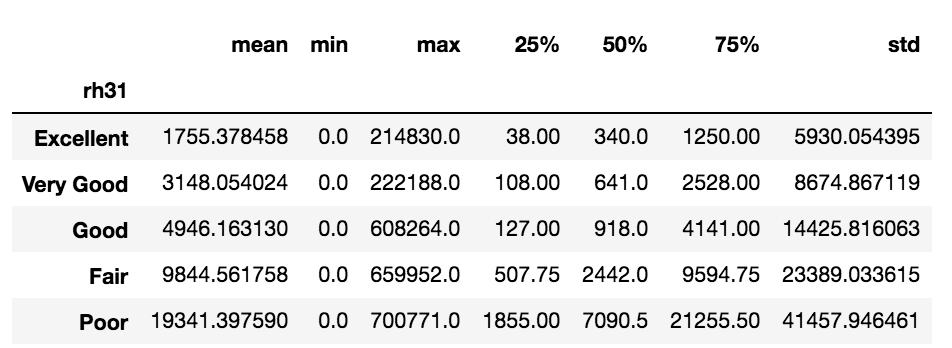 mean min max 25% 50% 75% std
rh31
Excellent 1755.378458 0.0 214830.0 38.00 340.0 1250.00 5930.054395
Very Good 3148.054024 0.0 222188.0 108.00 641.0 2528.00 8674.867119
Good 4946.163130 0.0 608264.0 127.00 918.0 4141.00 14425.816063
Fair 9844.561758 0.0 659952.0 507.75 2442.0 9594.75 23389.033615
Poor 19341.397590 0.0 700771.0 1855.00 7090.5 21255.50 41457.946461